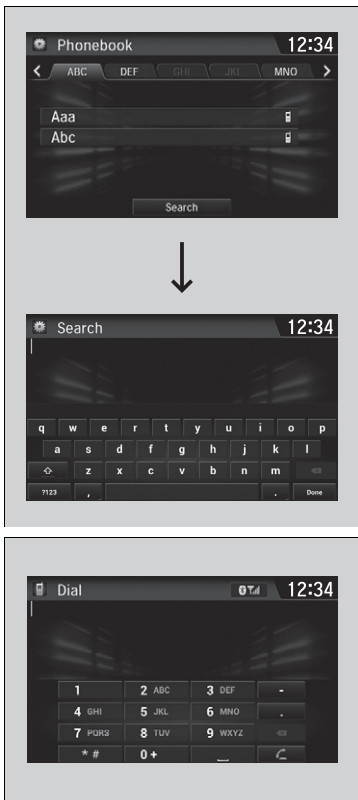 Phonebook 12:34
ABC DEF GHI JKL MNO
Aaa
Abc
Search
Search 12:34
q w e r t y u i o p
a s d f g h j k l
z x c v b n m
?123 , . Done
Dial 12:34
1 2 ABC 3 DEF -
4 GHI 5 JKL 6 MNO .
7 PQRS 8 TUV 9 WXYZ
* # 0 + _